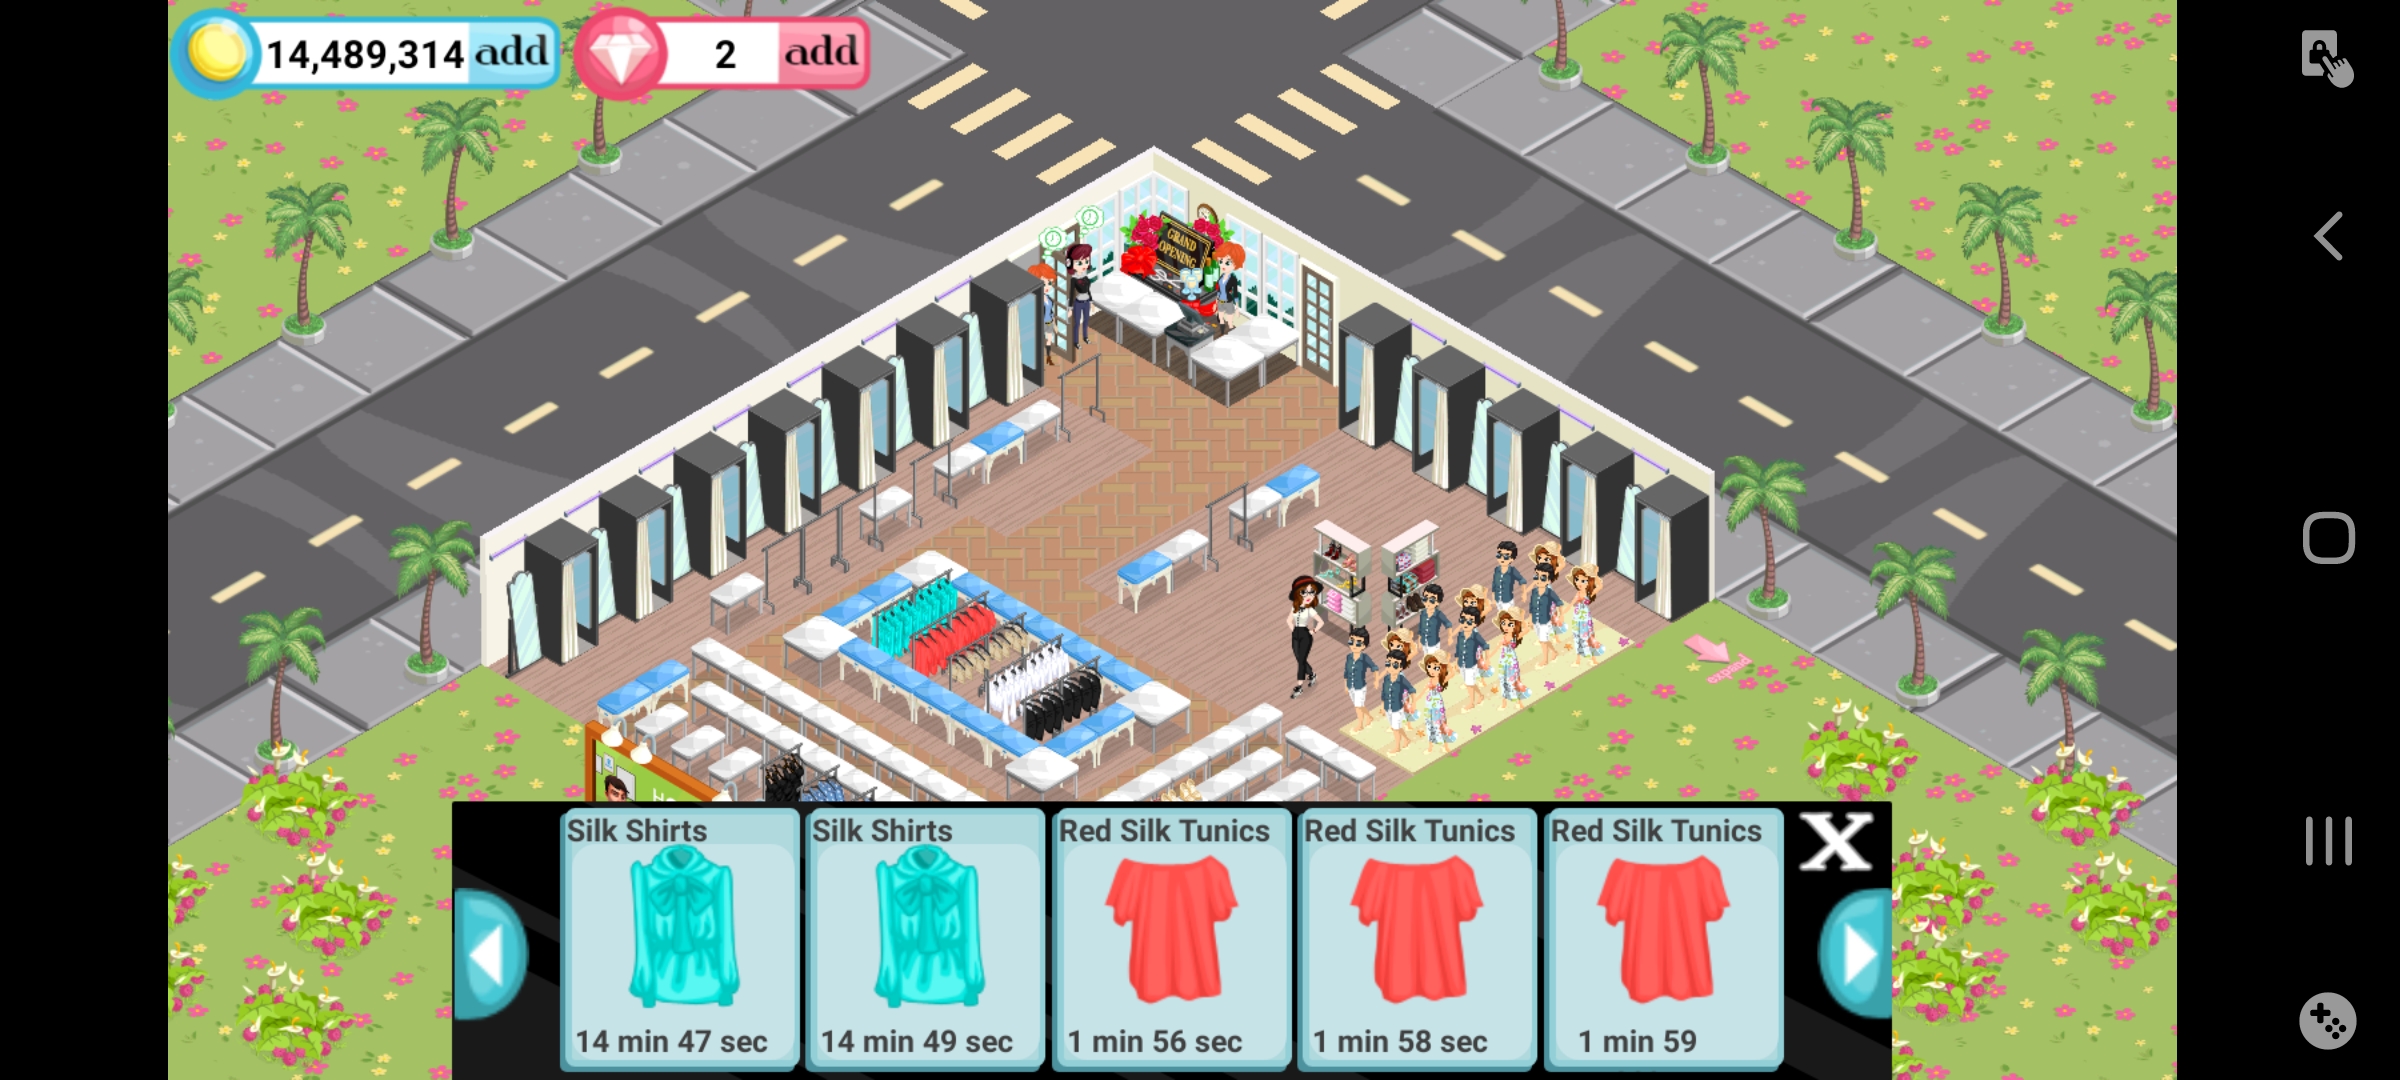 14,489,314 add
2 add
GRAND
OPENING
expand
Silk Shirts
14 min 47 sec
Silk Shirts
14 min 49 sec
Red Silk Tunics
1 min 56 sec
Red Silk Tunics
1 min 58 sec
Red Silk Tunics
1 min 59
X